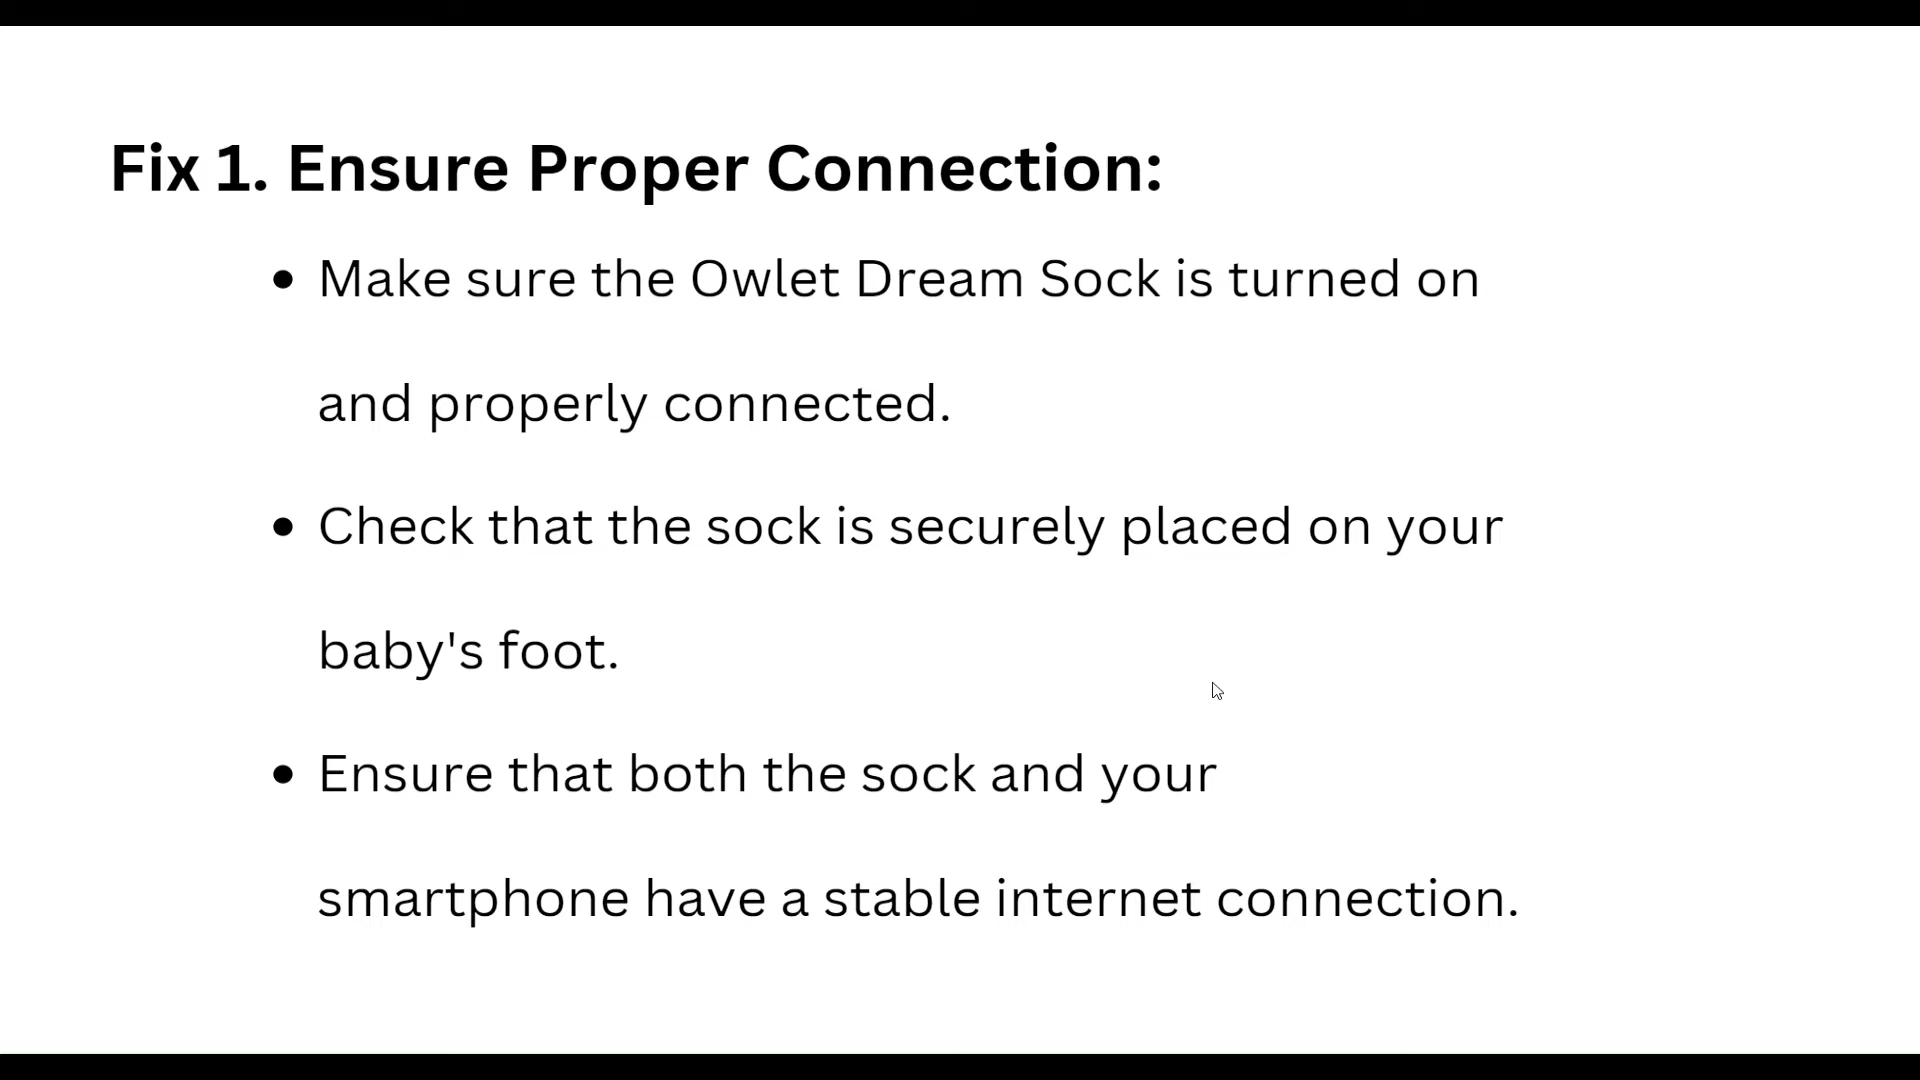 Fix 1. Ensure Proper Connection:
• Make sure the Owlet Dream Sock is turned on
and properly connected.
• Check that the sock is securely placed on your
baby's foot.
• Ensure that both the sock and your
smartphone have a stable internet connection.